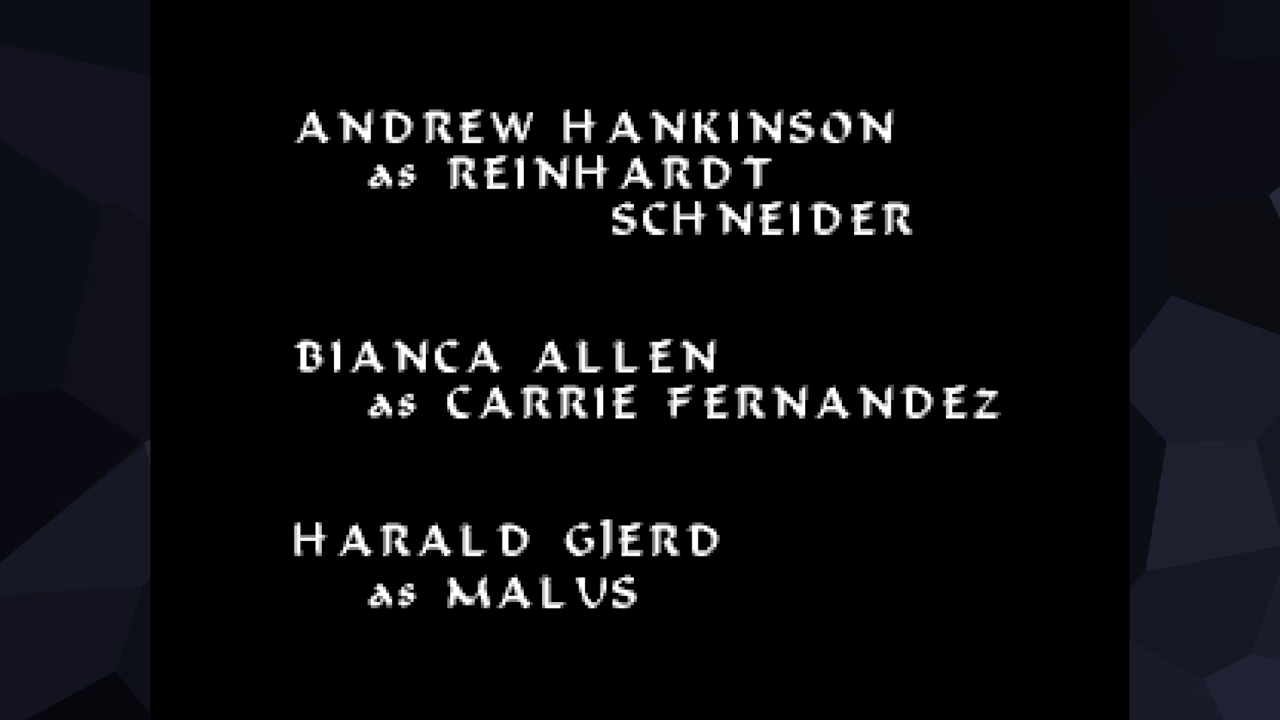 ANDREW HANKINSON
as REINHARDT
SCHNEIDER
BIANCA ALLEN
as CARRIE FERNANDEZ
HARALD GJERD
as MALUS